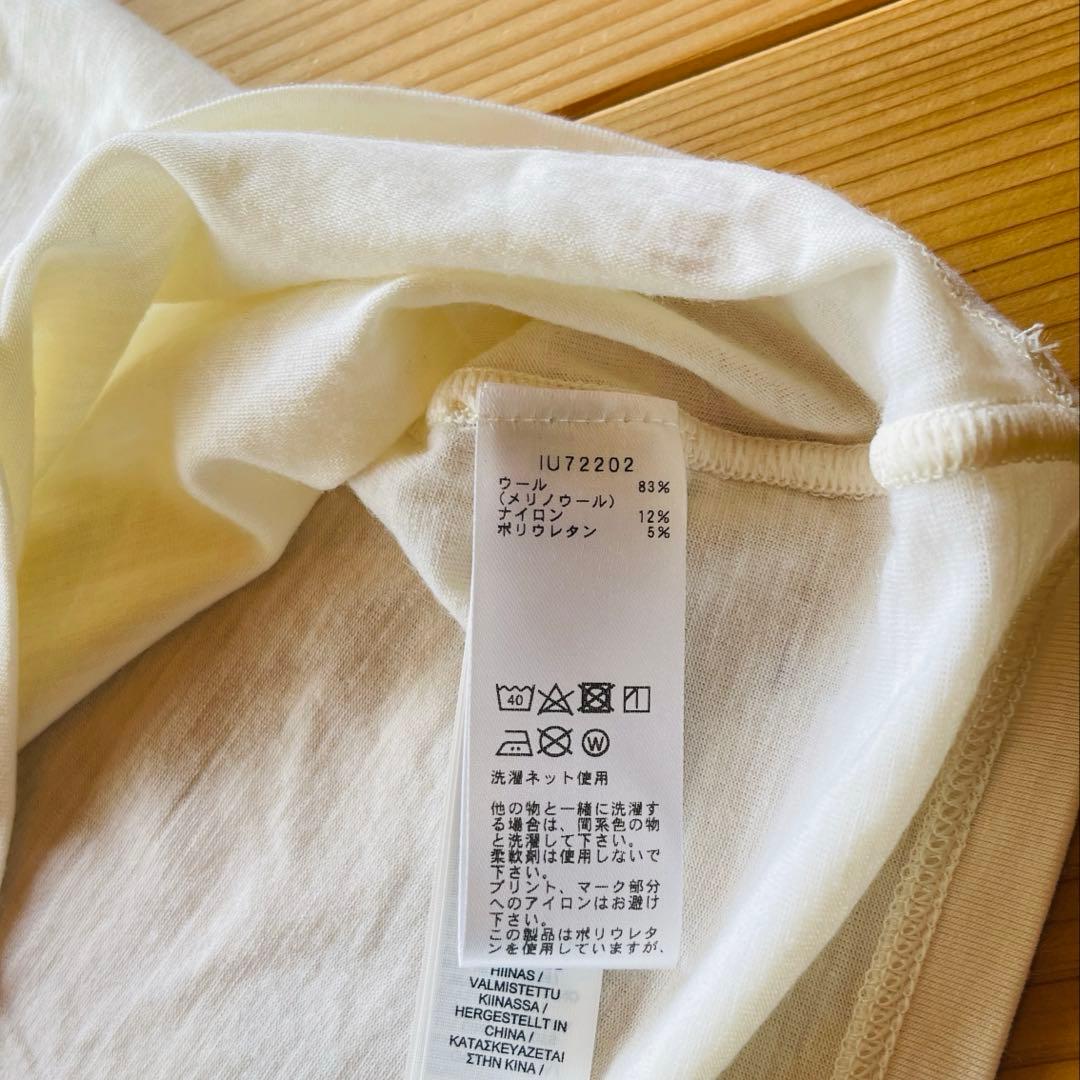 IU72202
ウール 83%
(メリノウール)
ナイロン 12%
ポリウレタン 5%
40
W
洗濯ネット使用
他の物と一緒に洗濯す
る場合は、同系色の物
と洗濯して下さい。
柔軟剤は使用しないで
下さい。
プリント、マーク部分
へのアイロンはお避け
下さい。
この製品はポリウレタ
ンを使用していますが、
HIINAS /
VALMISTETTU
KIINASSA /
HERGESTELLT IN
CHINA /
ΚΑΤΑΣΚΕΥΑΖΕΤΑΙ
ΣΤΗΝ ΚΙΝΑ /